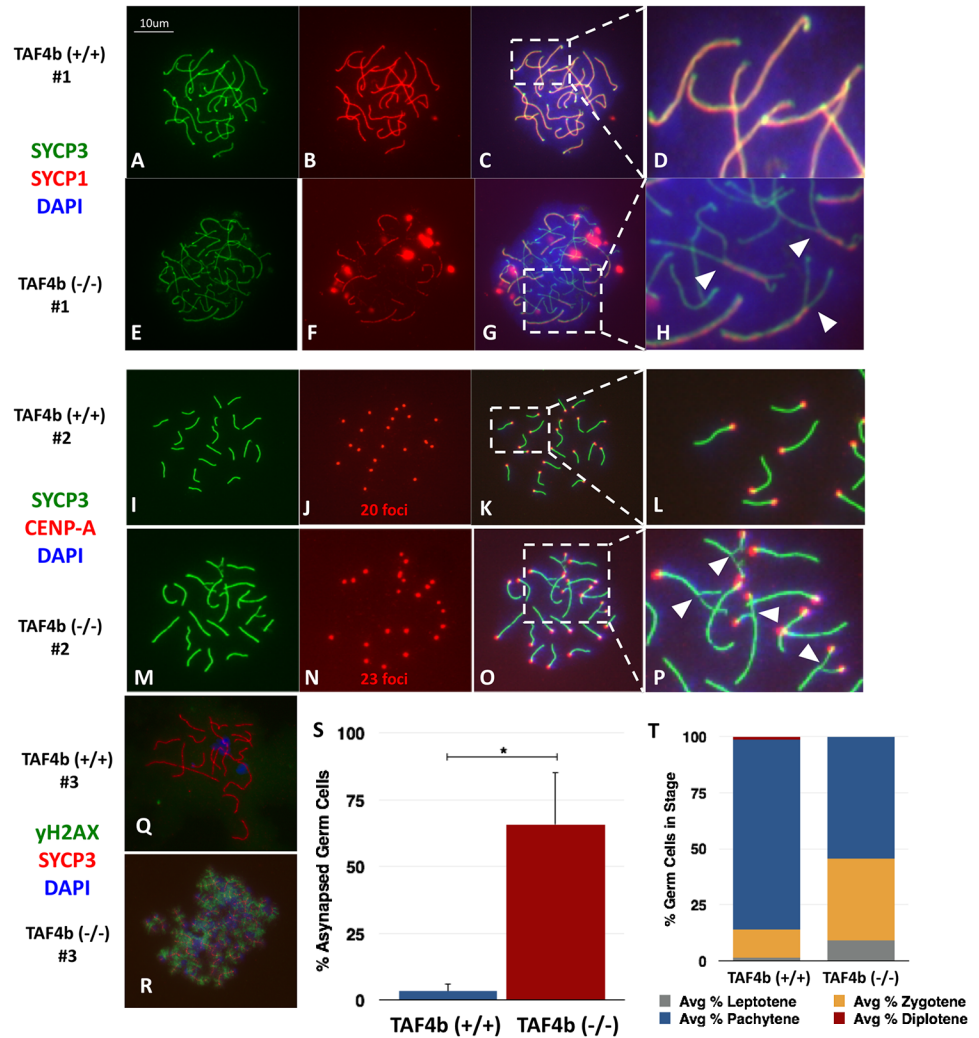 TAF4b (+/+)
#1
SYCP3
SYCP1
DAPI
TAF4b (-/-)
#1
10um
A
B
C
D
E
F
G
H
TAF4b (+/+)
#2
SYCP3
CENP-A
DAPI
TAF4b (-/-)
#2
I
J
20 foci
K
L
M
N
23 foci
O
P
TAF4b (+/+)
#3
yH2AX
SYCP3
DAPI
TAF4b (-/-)
#3
Q
R
S
% Asynapsed Germ Cells
100
75
50
25
0
*
TAF4b (+/+)
TAF4b (-/-)
T
% Germ Cells in Stage
100
75
50
25
0
TAF4b (+/+)
TAF4b (-/-)
Avg % Leptotene
Avg % Zygotene
Avg % Pachytene
Avg % Diplotene